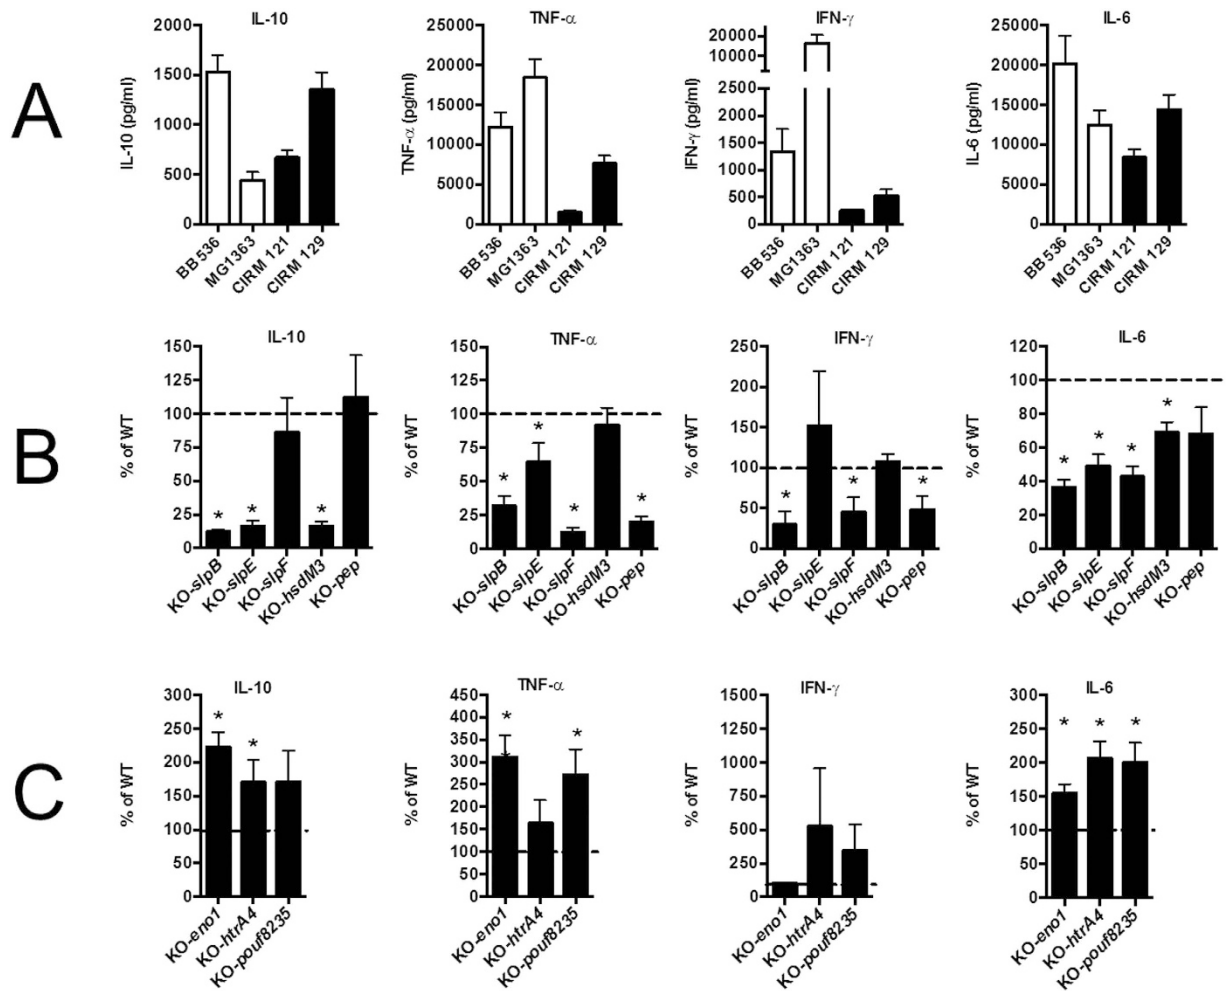 A
IL-10
IL-10 (pg/ml)
2000
1500
1000
500
0
BB536
MG1363
CIRM 121
CIRM 129
TNF-α
TNF-α (pg/ml)
25000
20000
15000
10000
5000
0
BB536
MG1363
CIRM 121
CIRM 129
IFN-γ
IFN-γ (pg/ml)
20000
10000
2500
2000
1500
1000
500
0
BB536
MG1363
CIRM 121
CIRM 129
IL-6
IL-6 (pg/ml)
25000
20000
15000
10000
5000
0
BB536
MG1363
CIRM 121
CIRM 129
B
IL-10
% of WT
150
125
100
75
50
25
0
* * *
KO-slpB
KO-slpE
KO-slpF
KO-hsdM3
KO-pep
TNF-α
% of WT
150
125
100
75
50
25
0
* * * *
KO-slpB
KO-slpE
KO-slpF
KO-hsdM3
KO-pep
IFN-γ
% of WT
250
200
150
100
50
0
* * *
KO-slpB
KO-slpE
KO-slpF
KO-hsdM3
KO-pep
IL-6
% of WT
120
100
80
60
40
20
0
* * * *
KO-slpB
KO-slpE
KO-slpF
KO-hsdM3
KO-pep
C
IL-10
% of WT
300
250
200
150
100
50
0
* *
KO-eno1
KO-htrA4
KO-pouf8235
TNF-α
% of WT
450
400
350
300
250
200
150
100
50
0
* *
KO-eno1
KO-htrA4
KO-pouf8235
IFN-γ
% of WT
1500
1250
1000
750
500
250
0
KO-eno1
KO-htrA4
KO-pouf8235
IL-6
% of WT
300
250
200
150
100
50
0
* * *
KO-eno1
KO-htrA4
KO-pouf8235